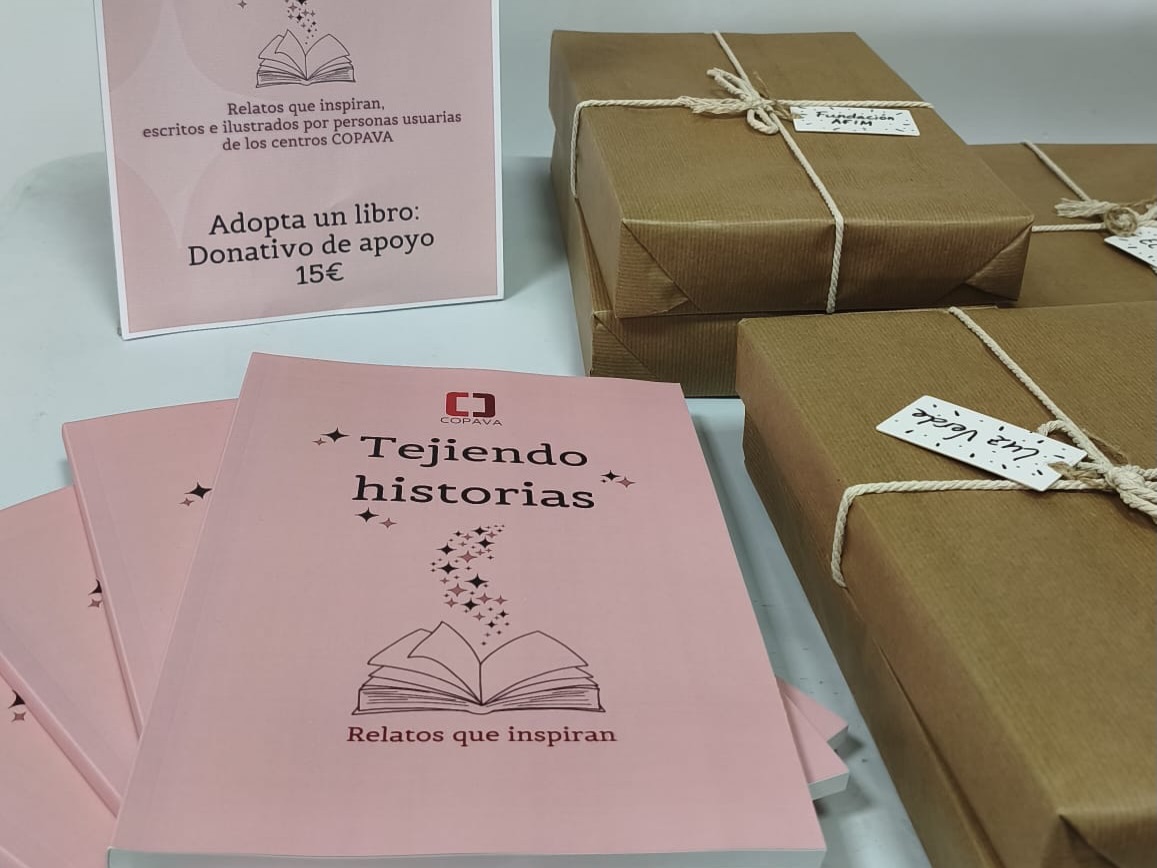 Relatos que inspiran,
escritos e ilustrados por personas usuarias
de los centros COPAVA
Adopta un libro:
Donativo de apoyo
15€
Fundación
AFIM
Luz Verde
COPAVA
Tejiendo
historias
Relatos que inspiran